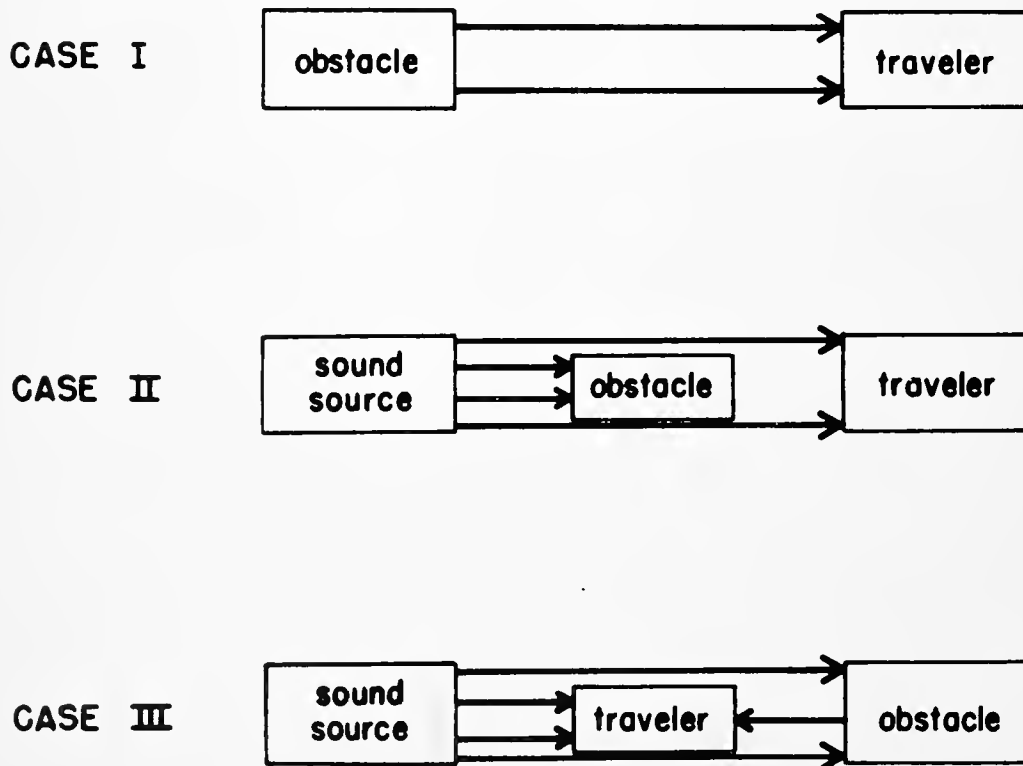 CASE I
obstacle
traveler
CASE II
sound
source
obstacle
traveler
CASE III
sound
source
traveler
obstacle